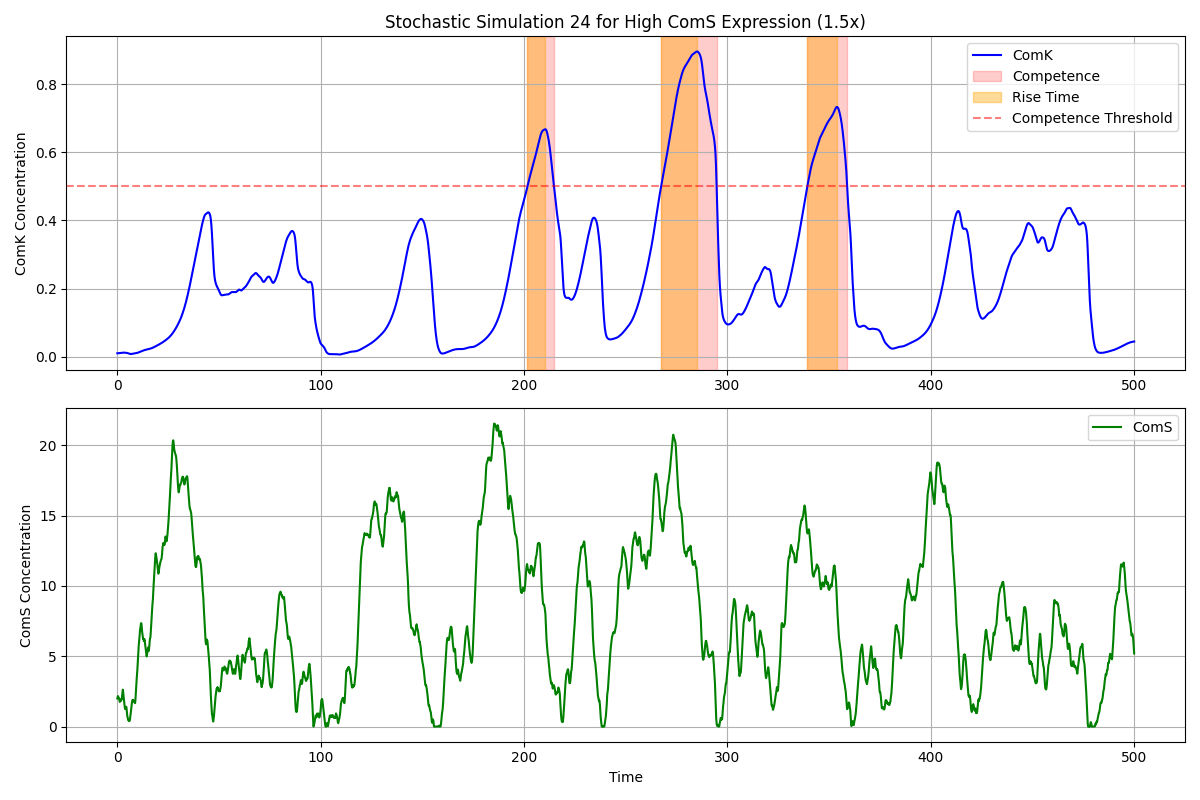 Stochastic Simulation 24 for High ComS Expression (1.5x)
ComK Concentration
0.8
0.6
0.4
0.2
0.0
ComK
Competence
Rise Time
Competence Threshold
0 100 200 300 400 500
ComS Concentration
20
15
10
5
0
ComS
0 100 200 300 400 500
Time